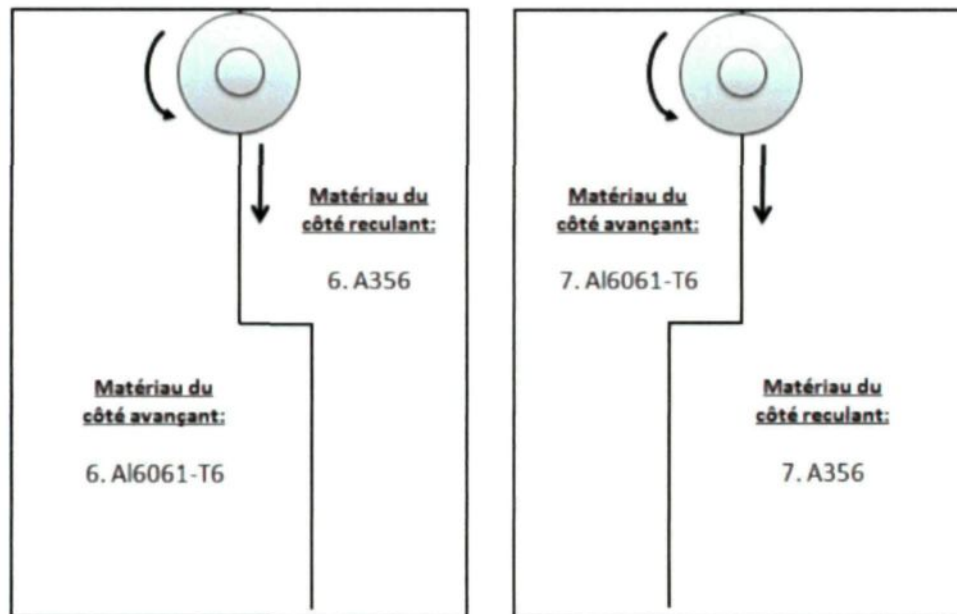 Matériau du
côté reculant:
6. A356
Matériau du
côté avançant:
6. Al6061-T6
Matériau du
côté avançant:
7. Al6061-T6
Matériau du
côté reculant:
7. A356